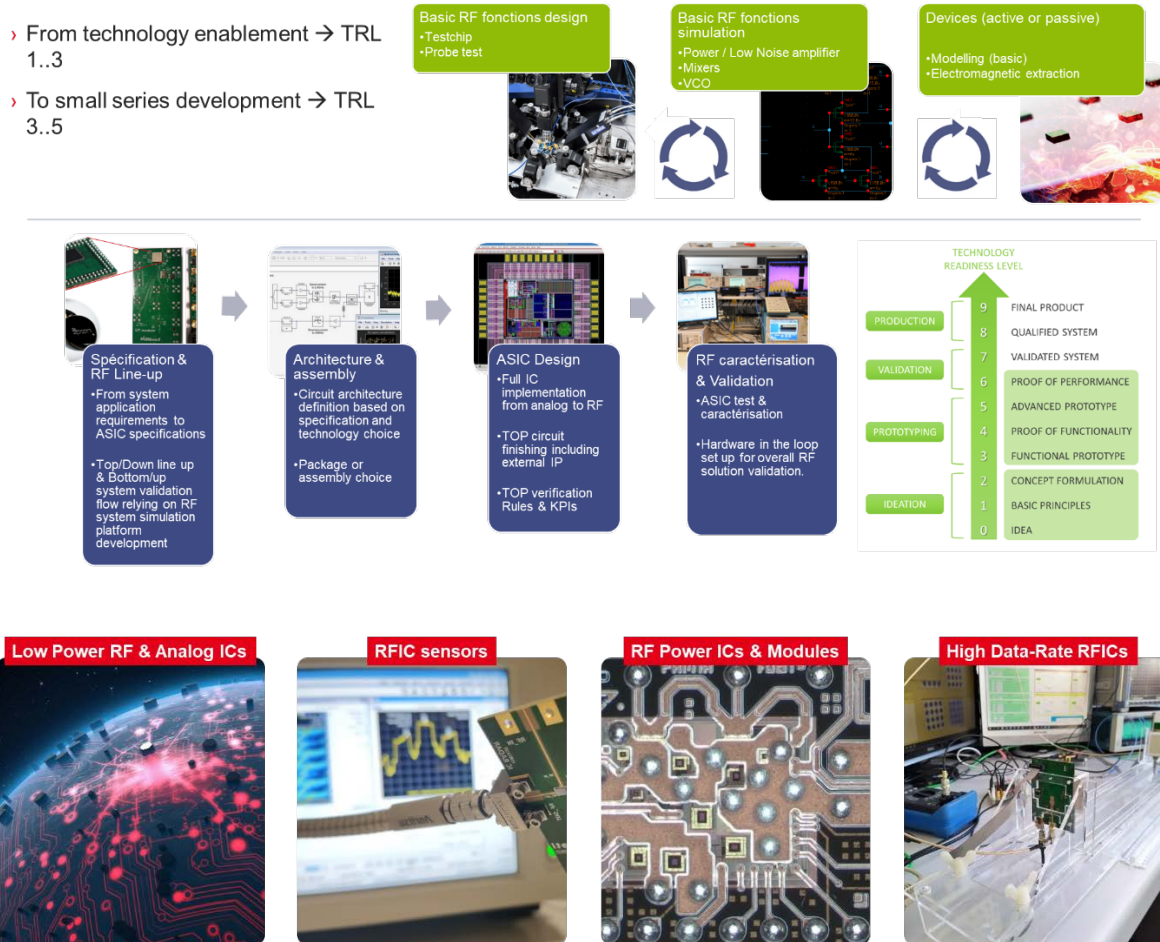 › From technology enablement → TRL
1..3
› To small series development → TRL
3..5
Basic RF fonctions design
•Testchip
•Probe test
Basic RF fonctions
simulation
•Power / Low Noise amplifier
•Mixers
•VCO
Devices (active or passive)
•Modelling (basic)
•Electromagnetic extraction
Spécification &
RF Line-up
•From system
application
requirements to
ASIC specifications
•Top/Down line up
& Bottom/up
system validation
flow relying on RF
system simulation
platform
development
Architecture &
assembly
•Circuit architecture
definition based on
specification and
technology choice
•Package or
assembly choice
ASIC Design
•Full IC
implementation
from analog to RF
•TOP circuit
finishing including
external IP
•TOP verification
Rules & KPIs
RF caractérisation
& Validation
•ASIC test &
caractérisation
•Hardware in the loop
set up for overall RF
solution validation.
TECHNOLOGY
READINESS LEVEL
PRODUCTION
9 FINAL PRODUCT
8 QUALIFIED SYSTEM
VALIDATION
7 VALIDATED SYSTEM
6 PROOF OF PERFORMANCE
PROTOTYPING
5 ADVANCED PROTOTYPE
4 PROOF OF FUNCTIONALITY
3 FUNCTIONAL PROTOTYPE
IDEATION
2 CONCEPT FORMULATION
1 BASIC PRINCIPLES
0 IDEA
Low Power RF & Analog ICs
RFIC sensors
RF Power ICs & Modules
High Data-Rate RFICs